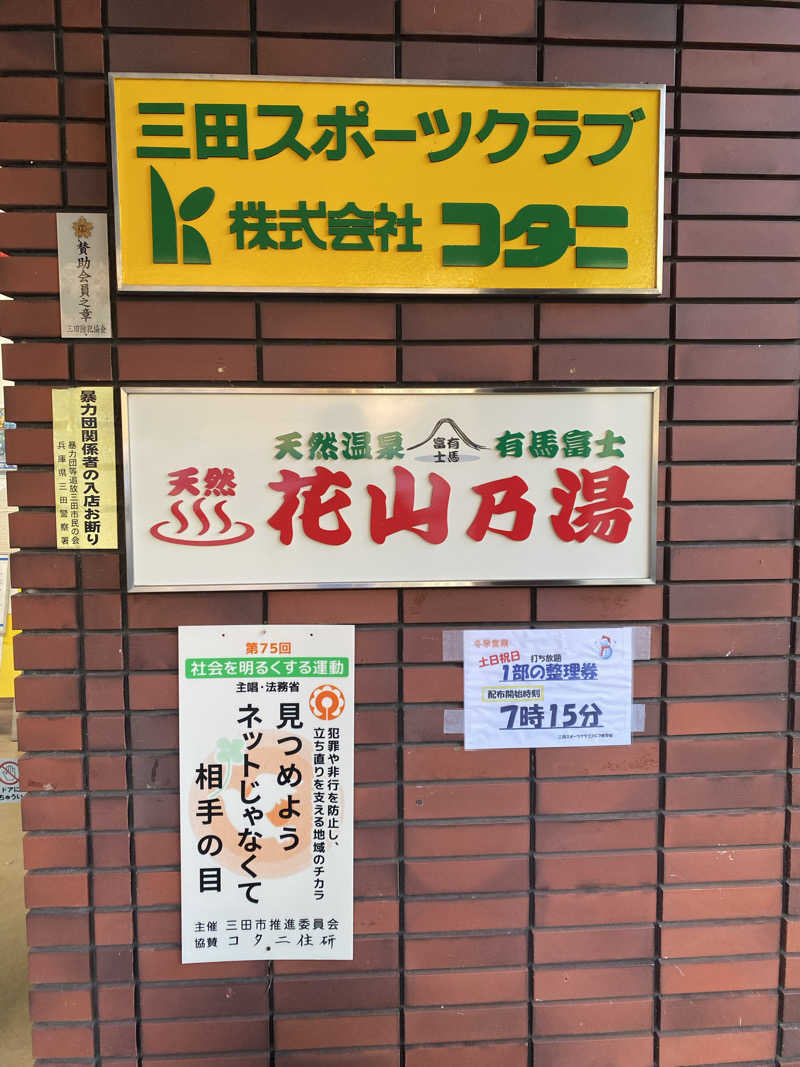 三田スポーツクラブ
株式会社コタニ
賛助会員之章
暴力団関係者の入店お断り
暴力団等追放三田市民の会
兵庫県三田警察署
天然温泉
富有
士馬
有馬富士
天然
花山乃湯
第75回
社会を明るくする運動
主唱・法務省
犯罪や非行を防止し、
立ち直りを支える地域のチカラ
見つめよう
ネットじゃなくて
相手の目
主催 三田市推進委員会
協賛 コタニ住研
冬季営業
土日祝日
打ち放題
1部の整理券
配布開始時刻
7時15分